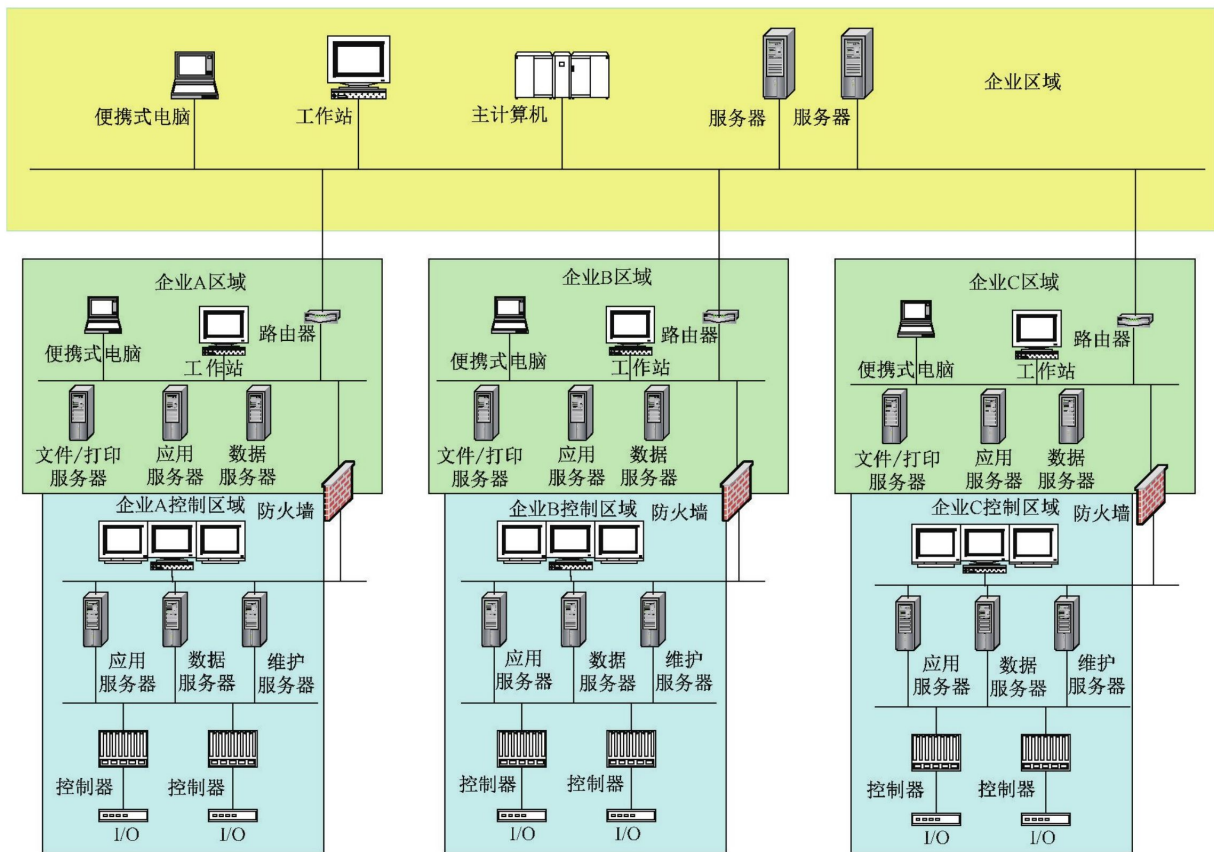 企业区域
便携式电脑
工作站
主计算机
服务器
服务器
企业A区域
路由器
便携式电脑
工作站
文件/打印
服务器
应用
服务器
数据
服务器
企业A控制区域
防火墙
应用
服务器
数据
服务器
维护
服务器
控制器
控制器
I/O
I/O
企业B区域
路由器
便携式电脑
工作站
文件/打印
服务器
应用
服务器
数据
服务器
企业B控制区域
防火墙
应用
服务器
数据
服务器
维护
服务器
控制器
控制器
I/O
I/O
企业C区域
路由器
便携式电脑
工作站
文件/打印
服务器
应用
服务器
数据
服务器
企业C控制区域
防火墙
应用
服务器
数据
服务器
维护
服务器
控制器
控制器
I/O
I/O